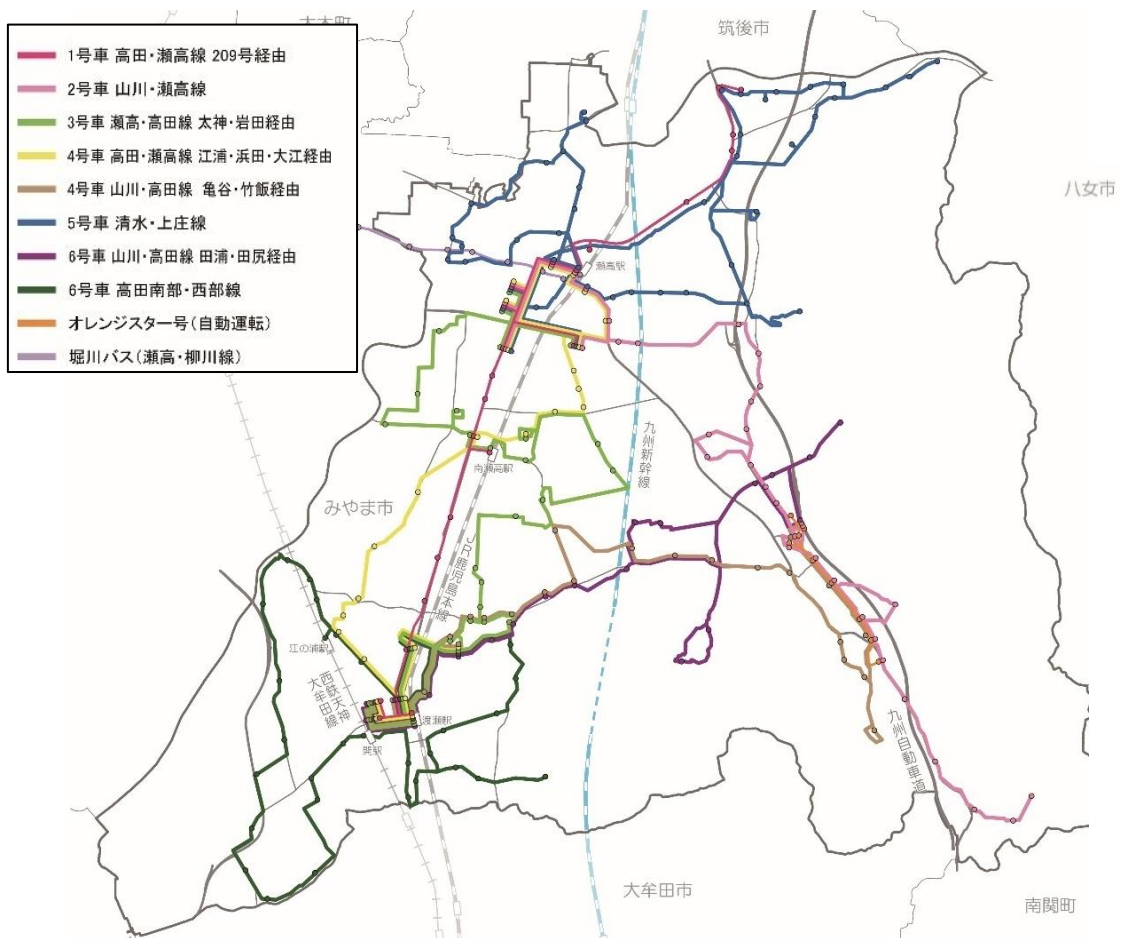 1号車 高田・瀬高線 209号経由
2号車 山川・瀬高線
3号車 瀬高・高田線 太神・岩田経由
4号車 高田・瀬高線 江浦・浜田・大江経由
4号車 山川・高田線 亀谷・竹飯経由
5号車 清水・上庄線
6号車 山川・高田線 田浦・田尻経由
6号車 高田南部・西部線
オレンジスター号(自動運転)
堀川バス(瀬高・柳川線)
筑後市
八女市
瀬高駅
九州新幹線
南瀬高駅
みやま市
JR鹿児島本線
江の浦駅
西鉄天神
大牟田線
渡瀬駅
開駅
九州自動車道
大牟田市
南関町